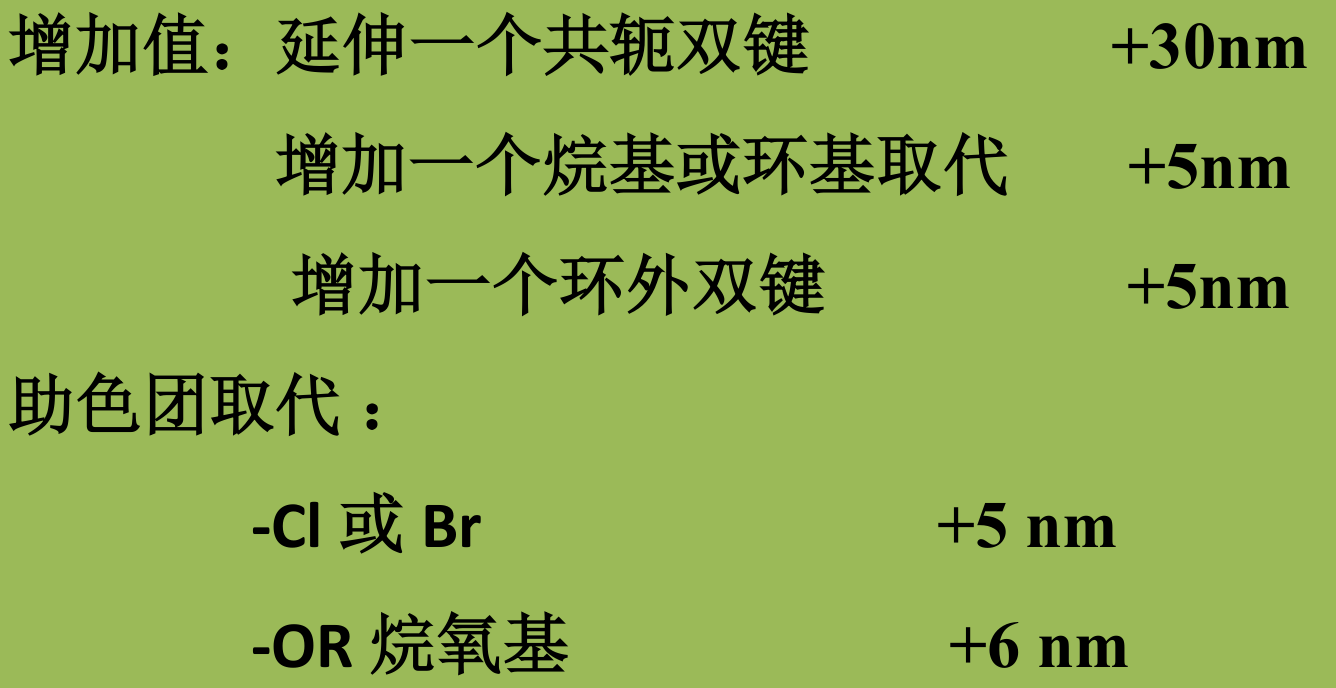 增加值：延伸一个共轭双键 +30nm
增加一个烷基或环基取代 +5nm
增加一个环外双键 +5nm
助色团取代：
-Cl 或 Br +5 nm
-OR 烷氧基 +6 nm